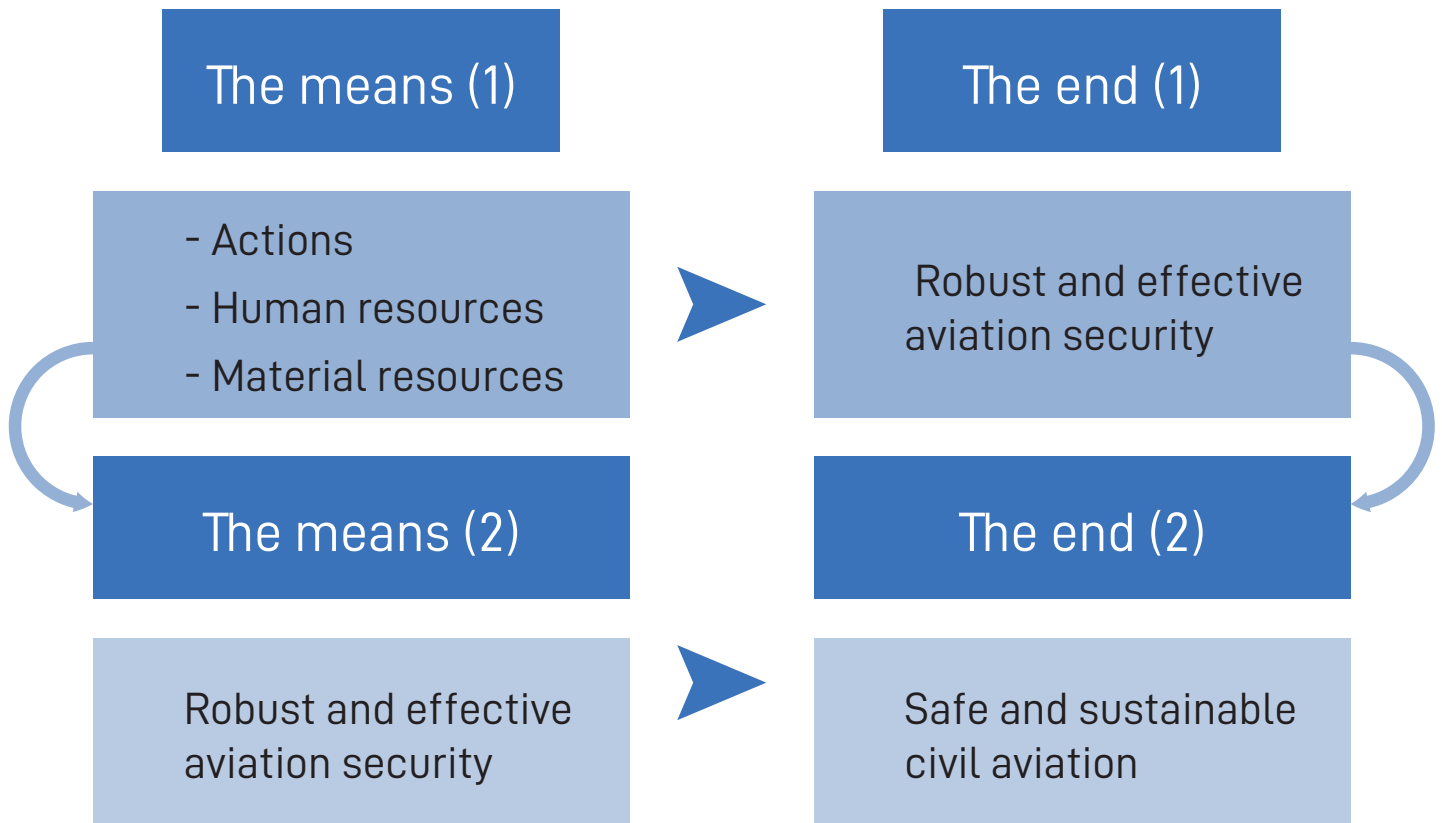 The means (1)
The end (1)
- Actions
- Human resources
- Material resources
Robust and effective
aviation security
The means (2)
The end (2)
Robust and effective
aviation security
Safe and sustainable
civil aviation